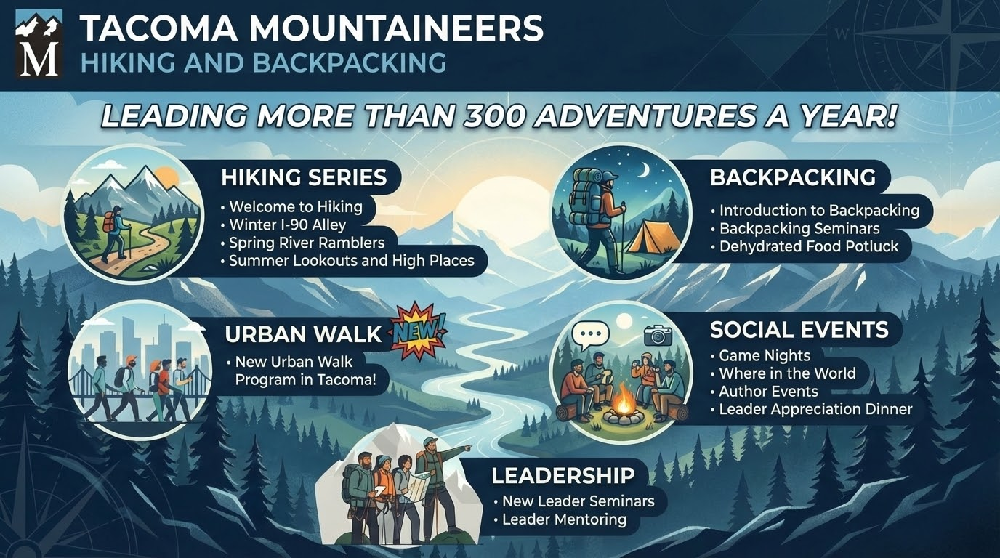 M
TACOMA MOUNTAINEERS
HIKING AND BACKPACKING
W
S
LEADING MORE THAN 300 ADVENTURES A YEAR!
HIKING SERIES
• Welcome to Hiking
• Winter I-90 Alley
• Spring River Ramblers
• Summer Lookouts and High Places
BACKPACKING
• Introduction to Backpacking
• Backpacking Seminars
• Dehydrated Food Potluck
URBAN WALK
NEW!
• New Urban Walk
Program in Tacoma!
SOCIAL EVENTS
• Game Nights
• Where in the World
• Author Events
• Leader Appreciation Dinner
LEADERSHIP
• New Leader Seminars
• Leader Mentoring